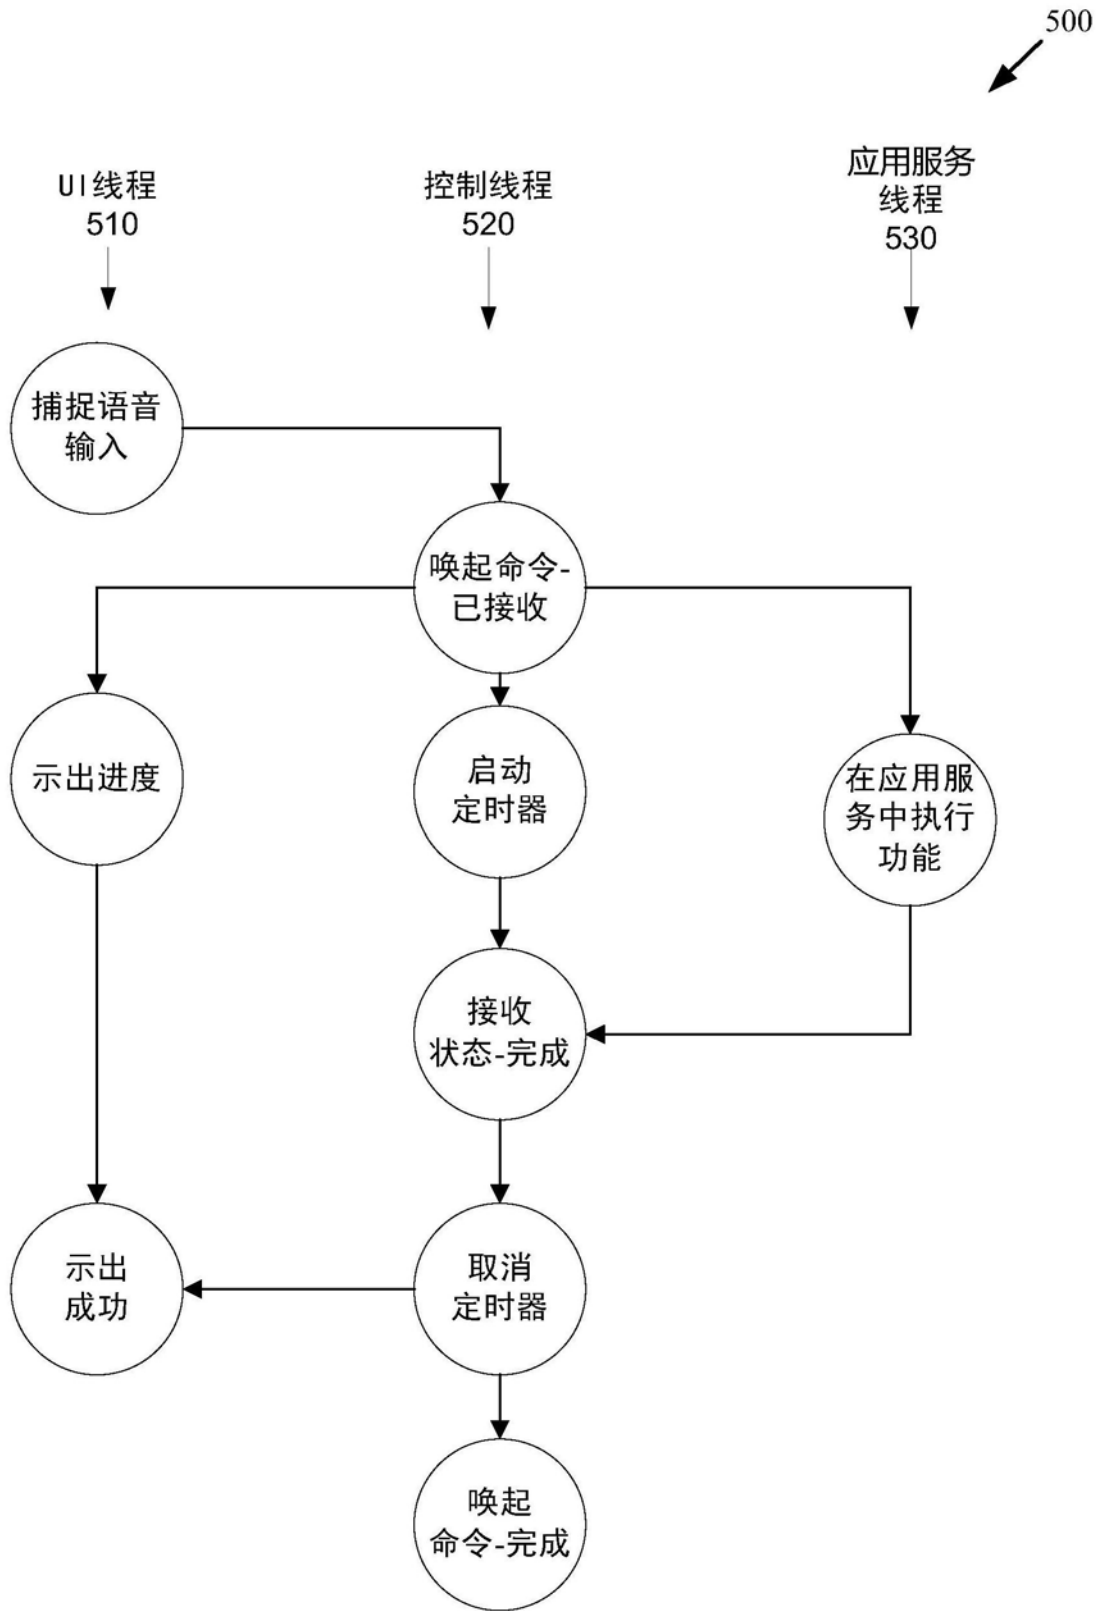 500
UI线程
510
控制线程
520
应用服务
线程
530
捕捉语音
输入
唤起命令-
已接收
示出进度
启动
定时器
在应用服
务中执行
功能
接收
状态-完成
示出
成功
取消
定时器
唤起
命令-完成